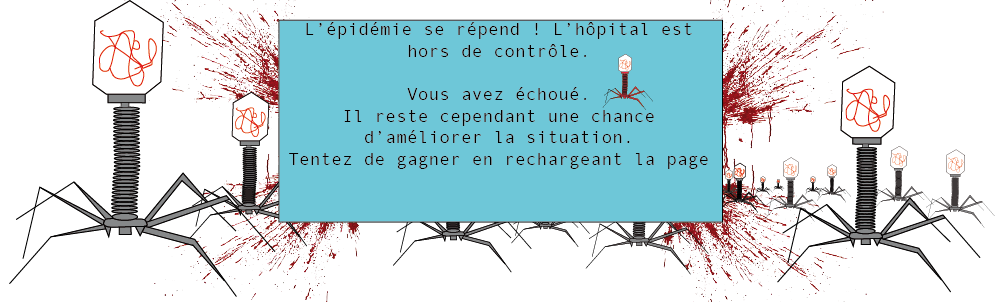 L'épidémie se répend ! L'hôpital est
hors de contrôle.
Vous avez échoué.
Il reste cependant une chance
d'améliorer la situation.
Tentez de gagner en rechargeant la page